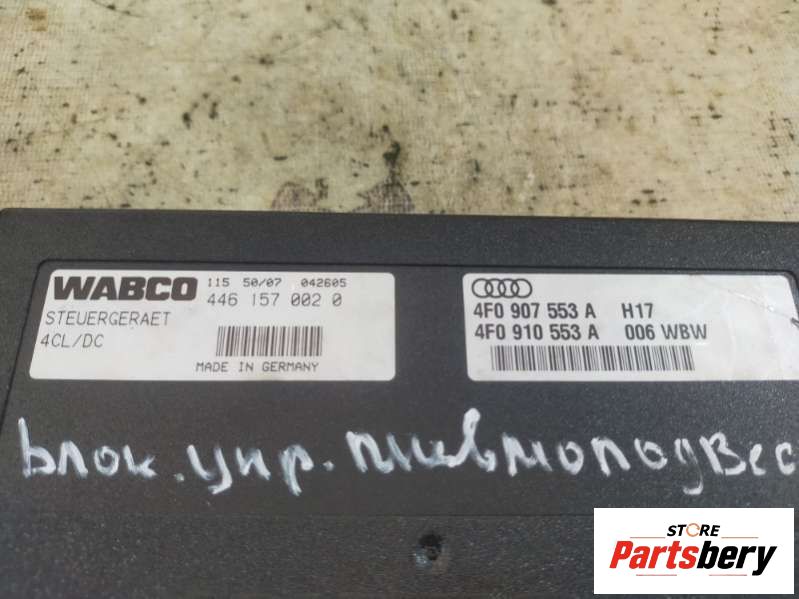 WABCO 115 50/07 042605
446 157 002 0
STEUERGERAET
4CL/DC
MADE IN GERMANY
4F0 907 553 A H17
4F0 910 553 A 006 WBW
Блок. упр. пневмоподвес
STORE
Partsbery